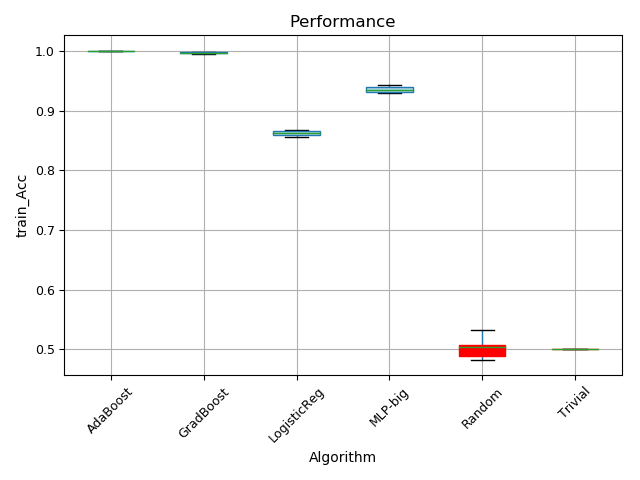 Performance
train_Acc
1.0
0.9
0.8
0.7
0.6
0.5
AdaBoost
GradBoost
LogisticReg
MLP-big
Random
Trivial
Algorithm